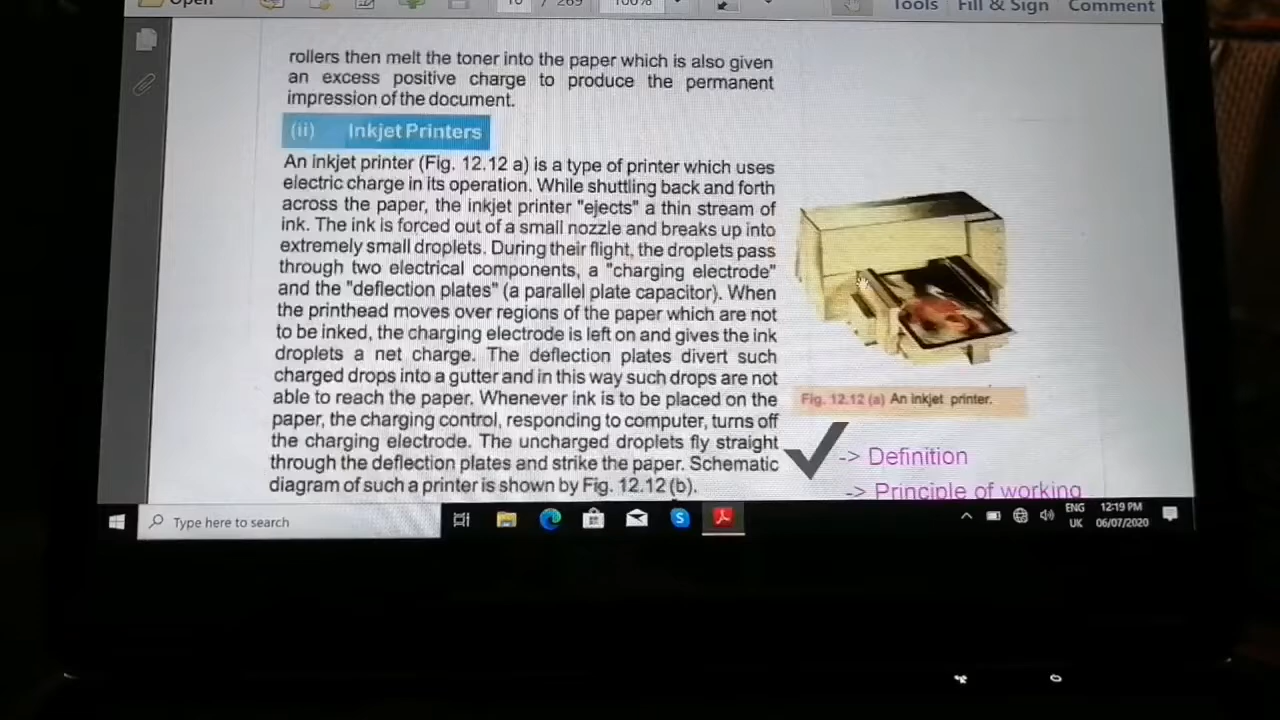 Open
/ 269
100%
Tools
Fill & Sign
Comment
rollers then melt the toner into the paper which is also given
an excess positive charge to produce the permanent
impression of the document.
(ii) Inkjet Printers
An inkjet printer (Fig. 12.12 a) is a type of printer which uses
electric charge in its operation. While shuttling back and forth
across the paper, the inkjet printer "ejects" a thin stream of
ink. The ink is forced out of a small nozzle and breaks up into
extremely small droplets. During their flight, the droplets pass
through two electrical components, a "charging electrode"
and the "deflection plates" (a parallel plate capacitor). When
the printhead moves over regions of the paper which are not
to be inked, the charging electrode is left on and gives the ink
droplets a net charge. The deflection plates divert such
charged drops into a gutter and in this way such drops are not
able to reach the paper. Whenever ink is to be placed on the
paper, the charging control, responding to computer, turns off
the charging electrode. The uncharged droplets fly straight
through the deflection plates and strike the paper. Schematic
diagram of such a printer is shown by Fig. 12.12 (b).
Fig. 12.12 (a) An inkjet printer.
-> Definition
-> Principle of working
Type here to search
ENG
UK
12:19 PM
06/07/2020